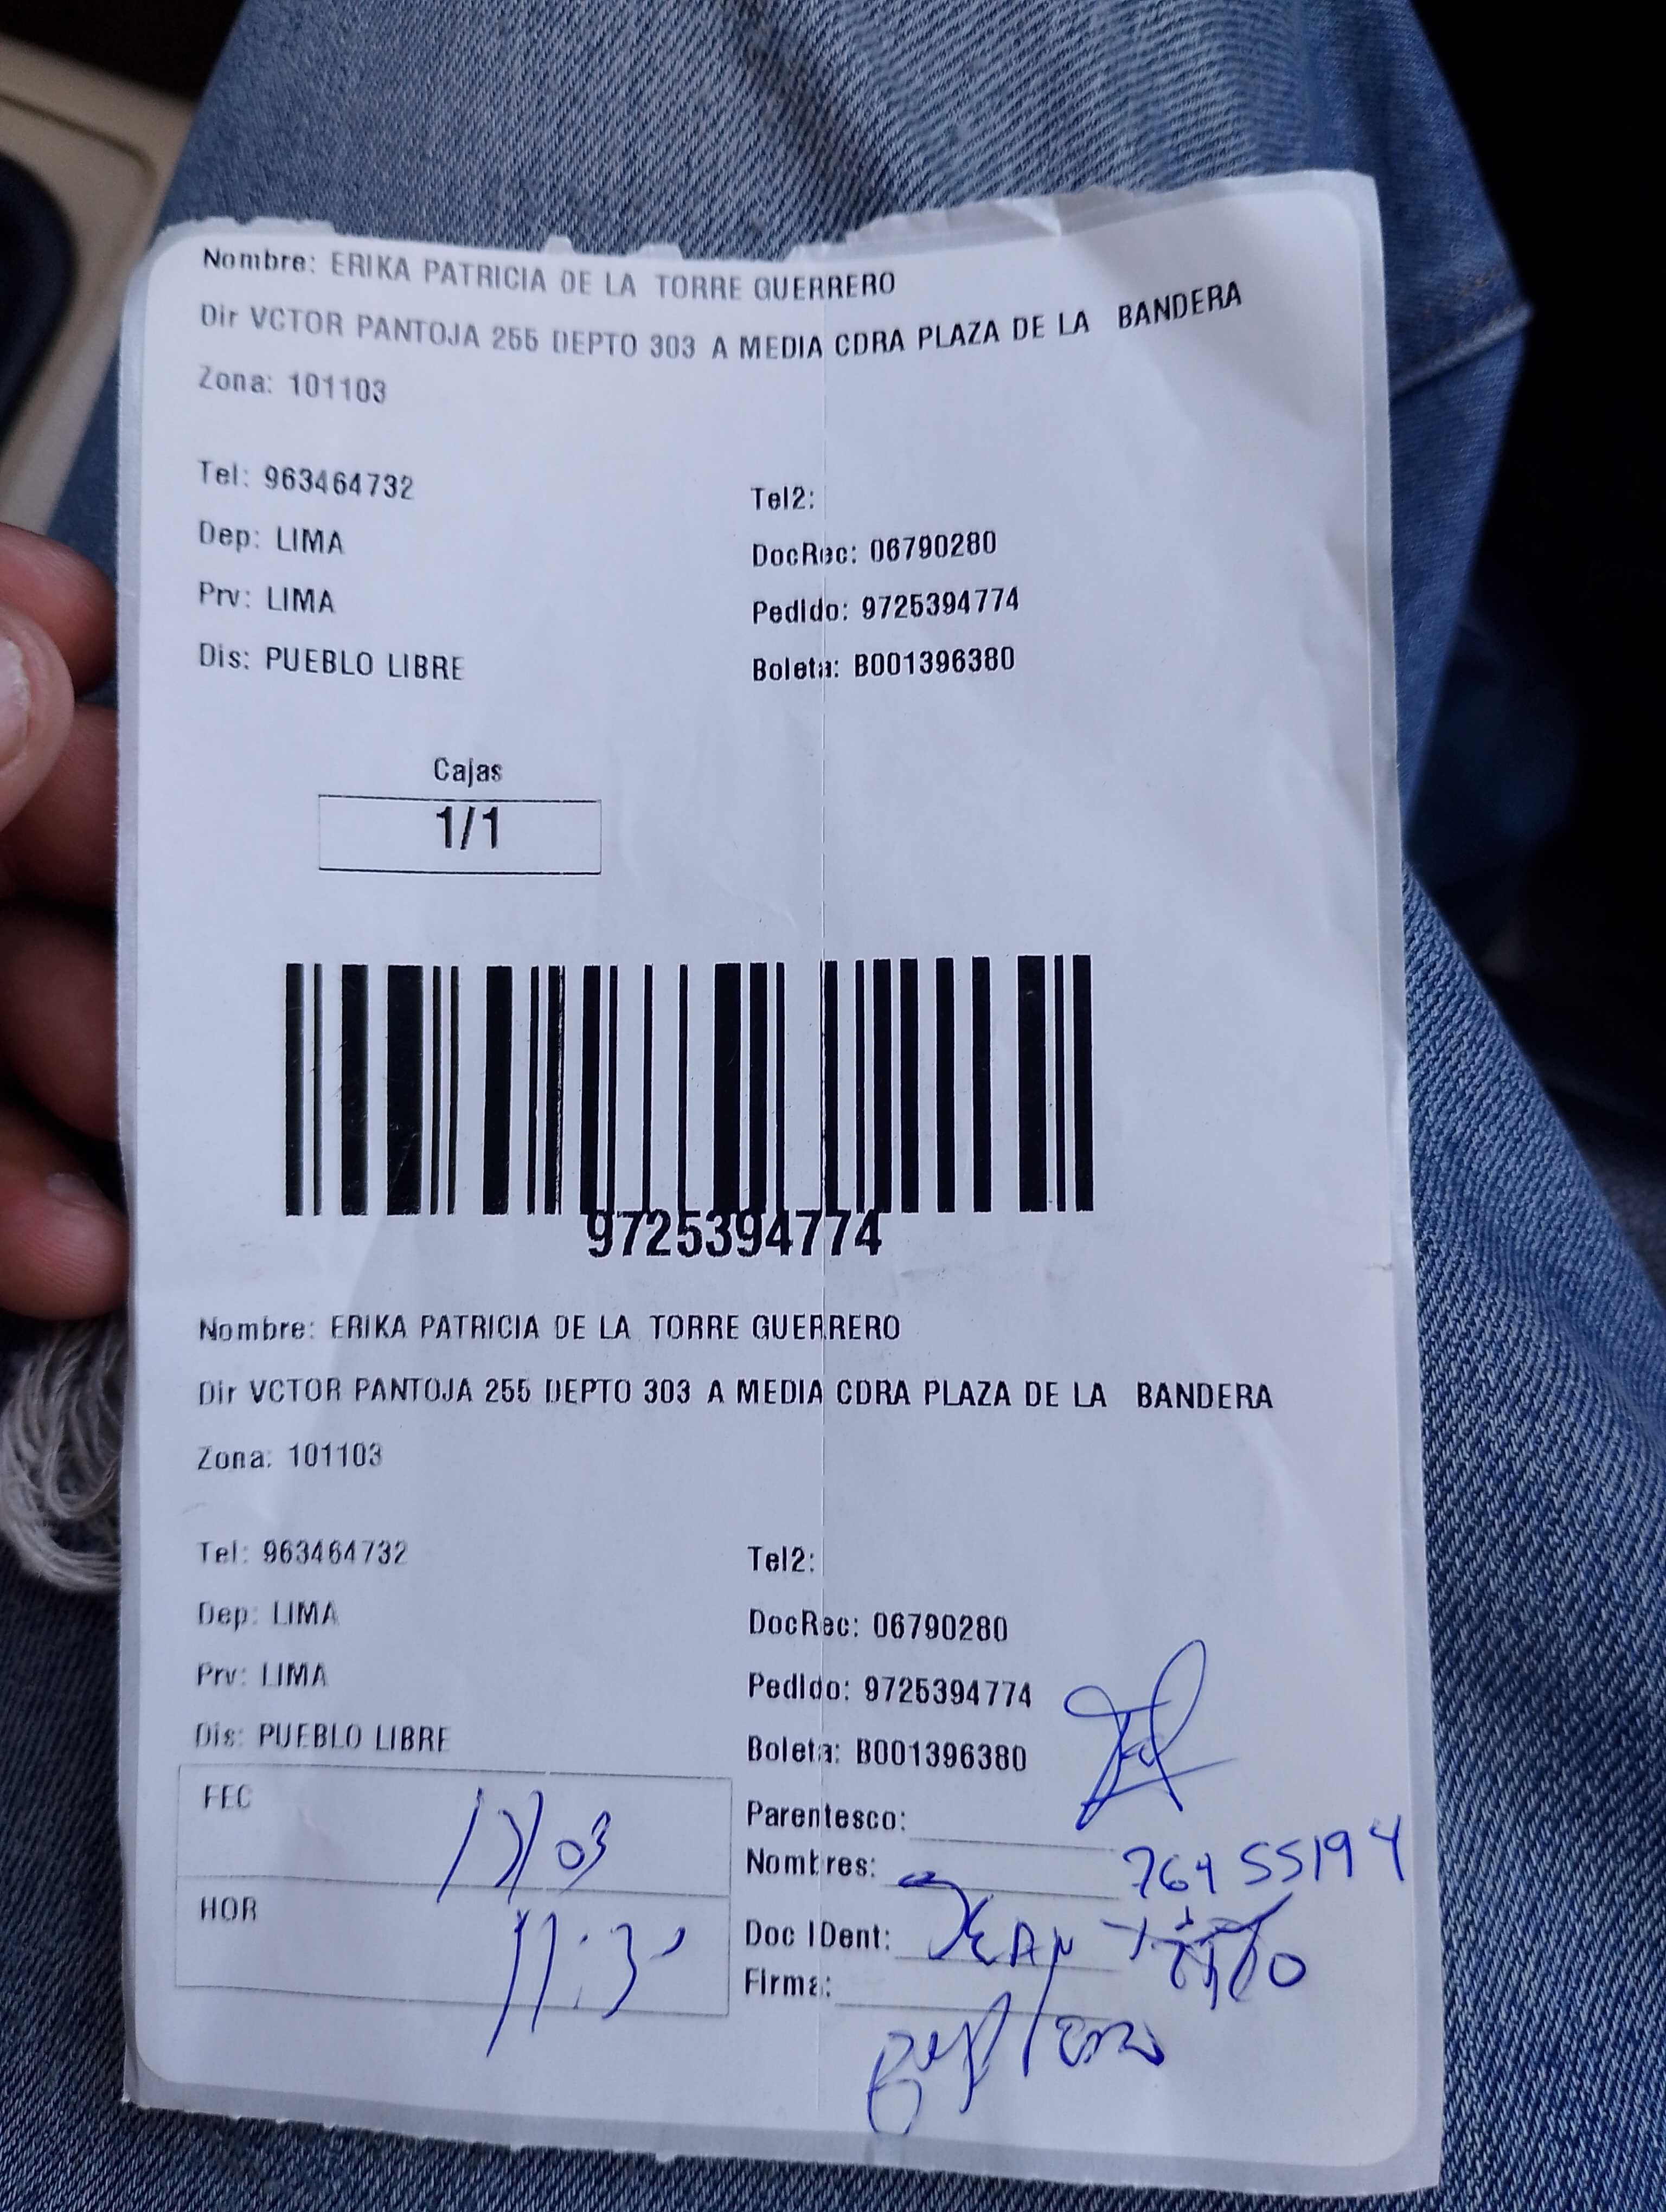 Nombre: ERIKA PATRICIA DE LA TORRE GUERRERO
Dir VCTOR PANTOJA 255 DEPTO 303 A MEDIA CDRA PLAZA DE LA BANDERA
Zona: 101103
Tel: 963464732
Tel2:
Dep: LIMA
DocRec: 06790280
Prv: LIMA
Pedido: 9725394774
Dis: PUEBLO LIBRE
Boleta: B001396380
Cajas
1/1
9725394774
Nombre: ERIKA PATRICIA DE LA TORRE GUERRERO
Dir VCTOR PANTOJA 255 DEPTO 303 A MEDIA CDRA PLAZA DE LA BANDERA
Zona: 101103
Tel: 963464732
Tel2:
Dep: LIMA
DocRec: 06790280
Prv: LIMA
Pedido: 9725394774
Dis: PUEBLO LIBRE
Boleta: B001396380
FEC
Parentesco:
Nombres: 76455194
HOR
Doc IDent: JEAN
Firma: